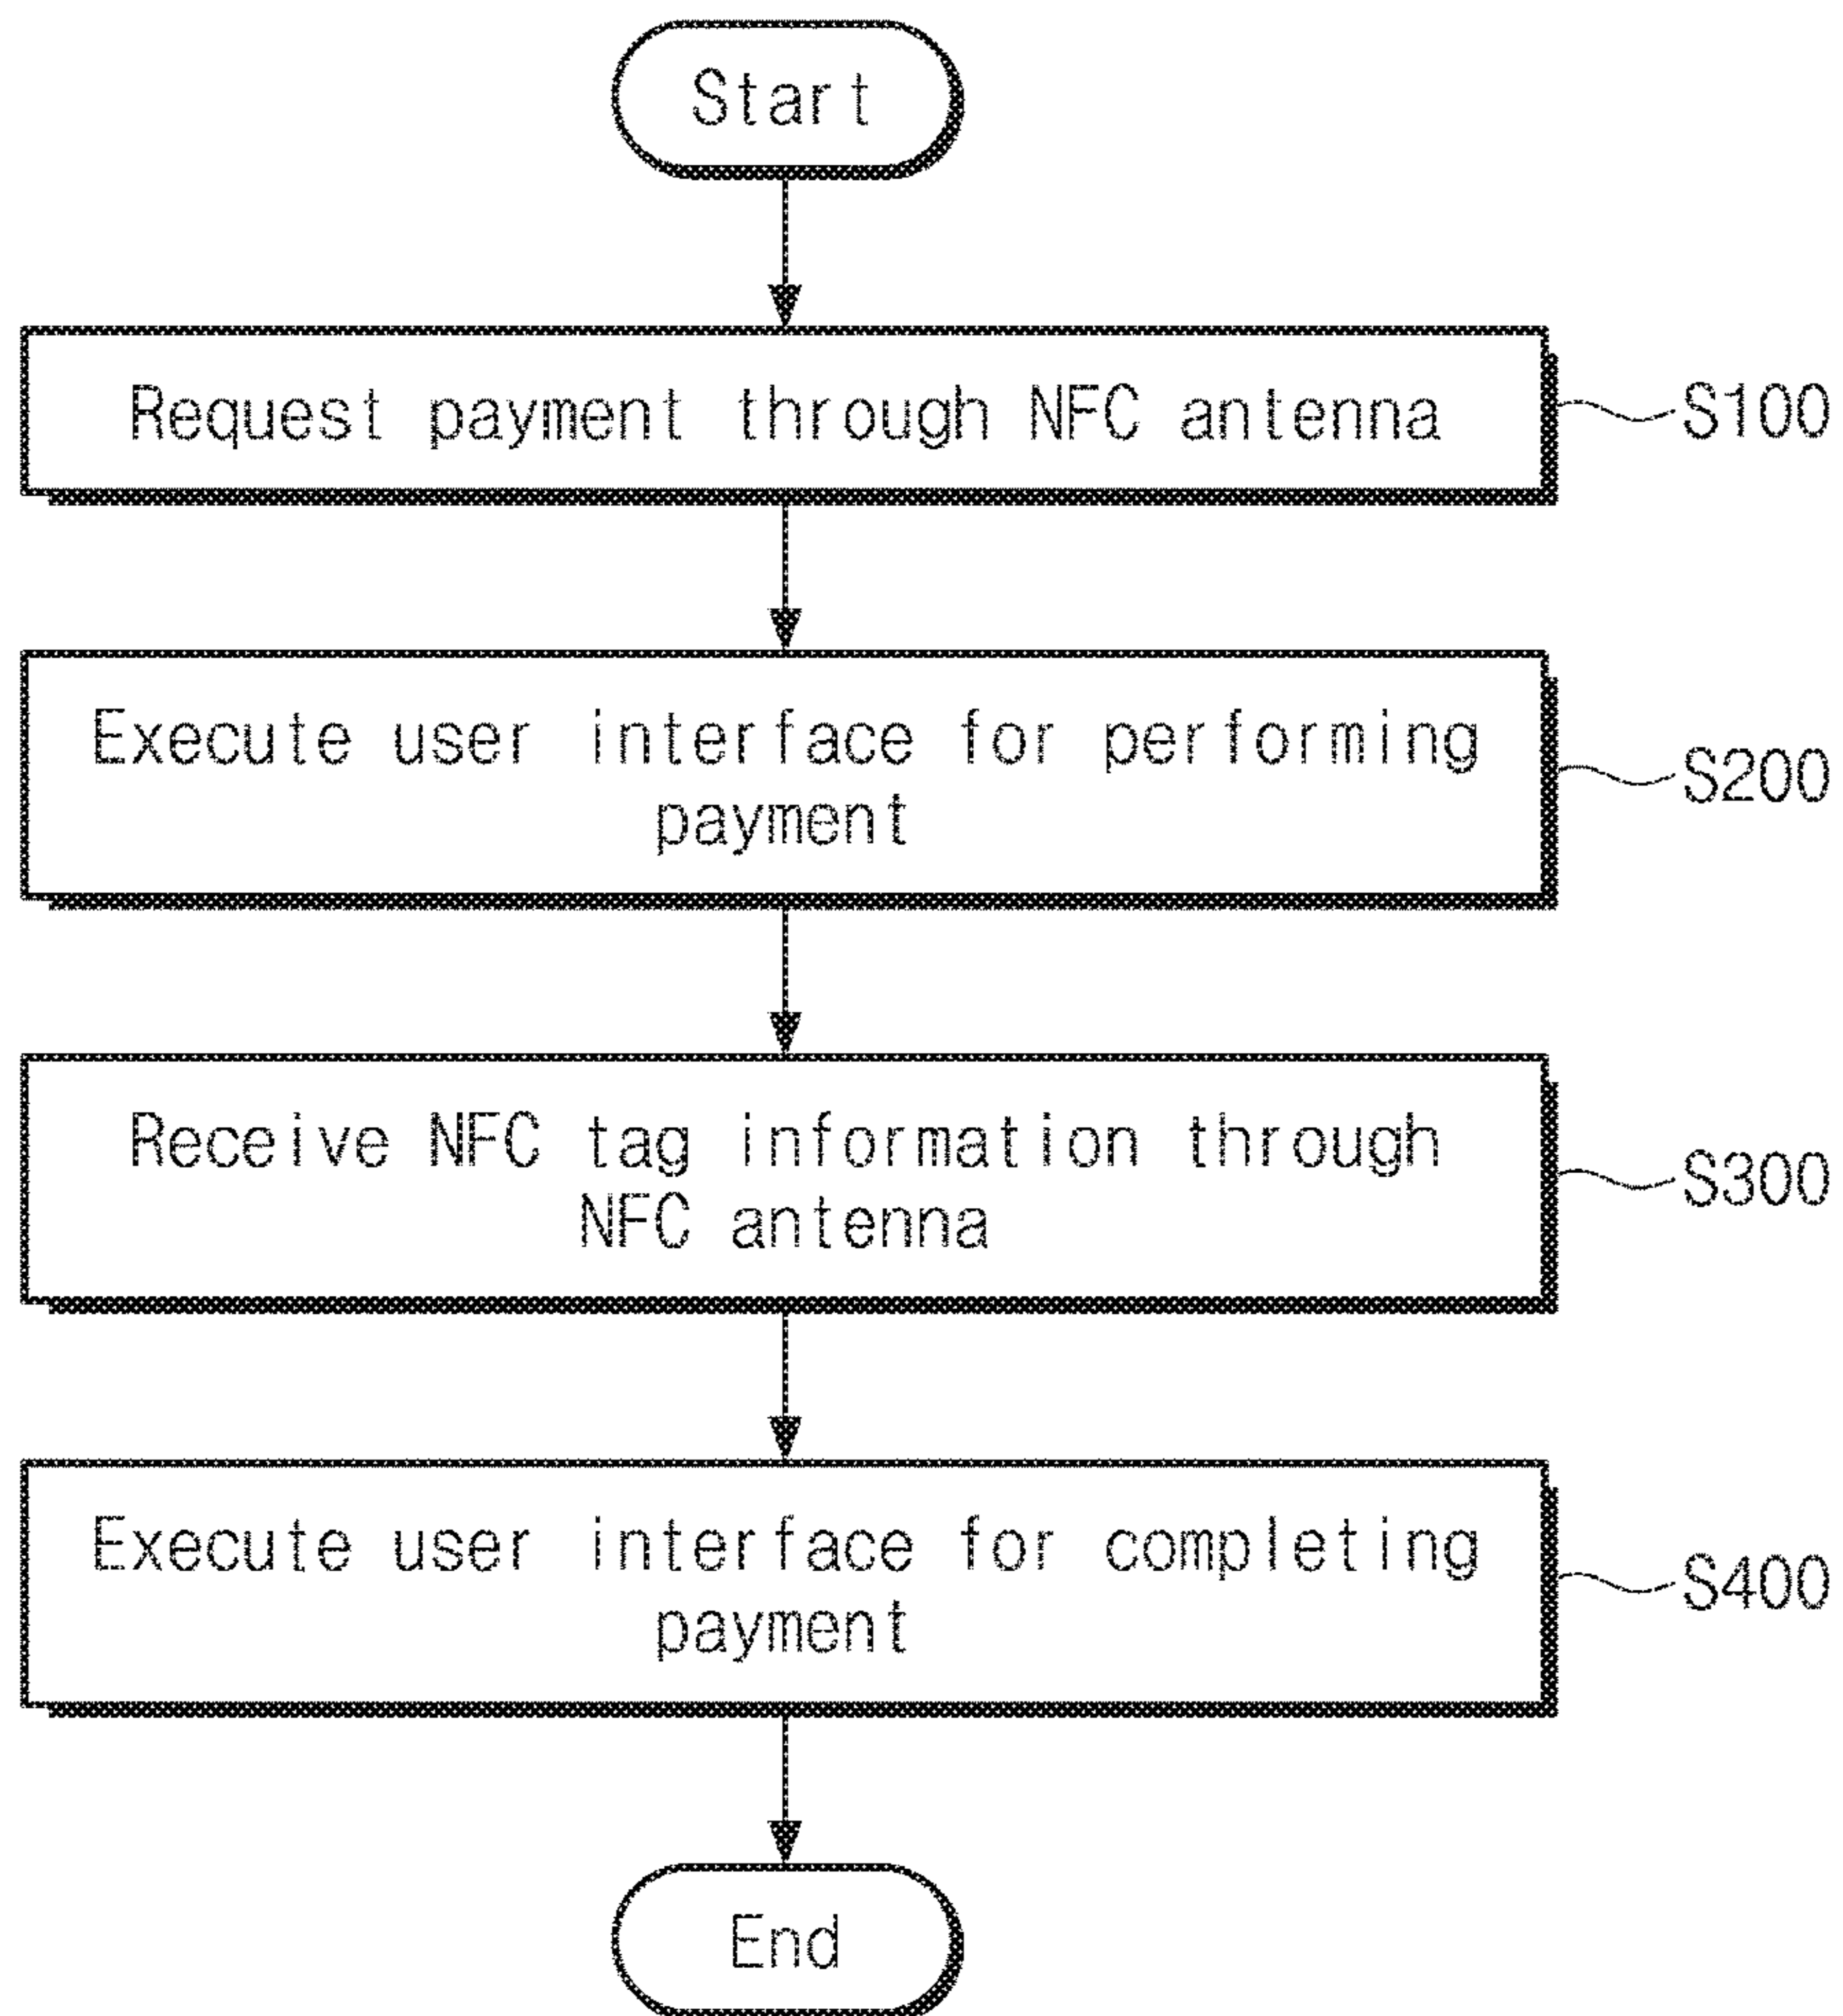 Start
Request payment through NFC antenna
S100
Execute user interface for performing
payment
S200
Receive NFC tag information through
NFC antenna
S300
Execute user interface for completing
payment
S400
End